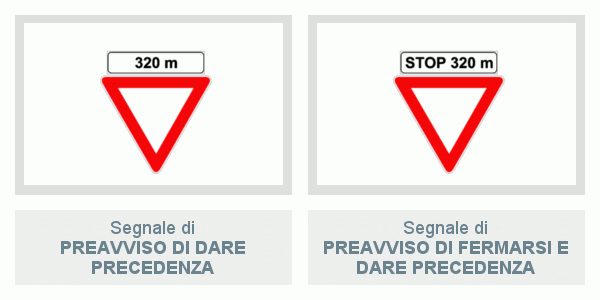 320 m
Segnale di
PREAVVISO DI DARE
PRECEDENZA
STOP 320 m
Segnale di
PREAVVISO DI FERMARSI E
DARE PRECEDENZA